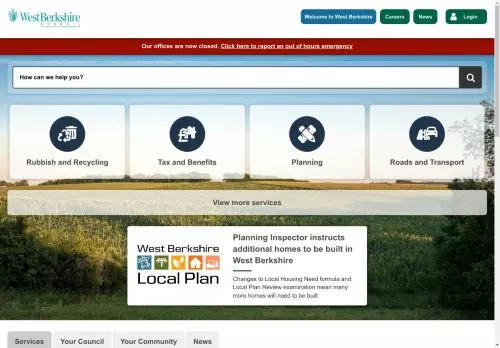 West Berkshire
COUNCIL
Welcome to West Berkshire
Careers
News
Login
Our offices are now closed. Click here to report an out of hours emergency
How can we help you?
Rubbish and Recycling
Tax and Benefits
Planning
Roads and Transport
View more services
West Berkshire
Local Plan
Planning Inspector instructs
additional homes to be built in
West Berkshire
Changes to Local Housing Need formula and
Local Plan Review examination mean many
more homes will need to be built
Services
Your Council
Your Community
News